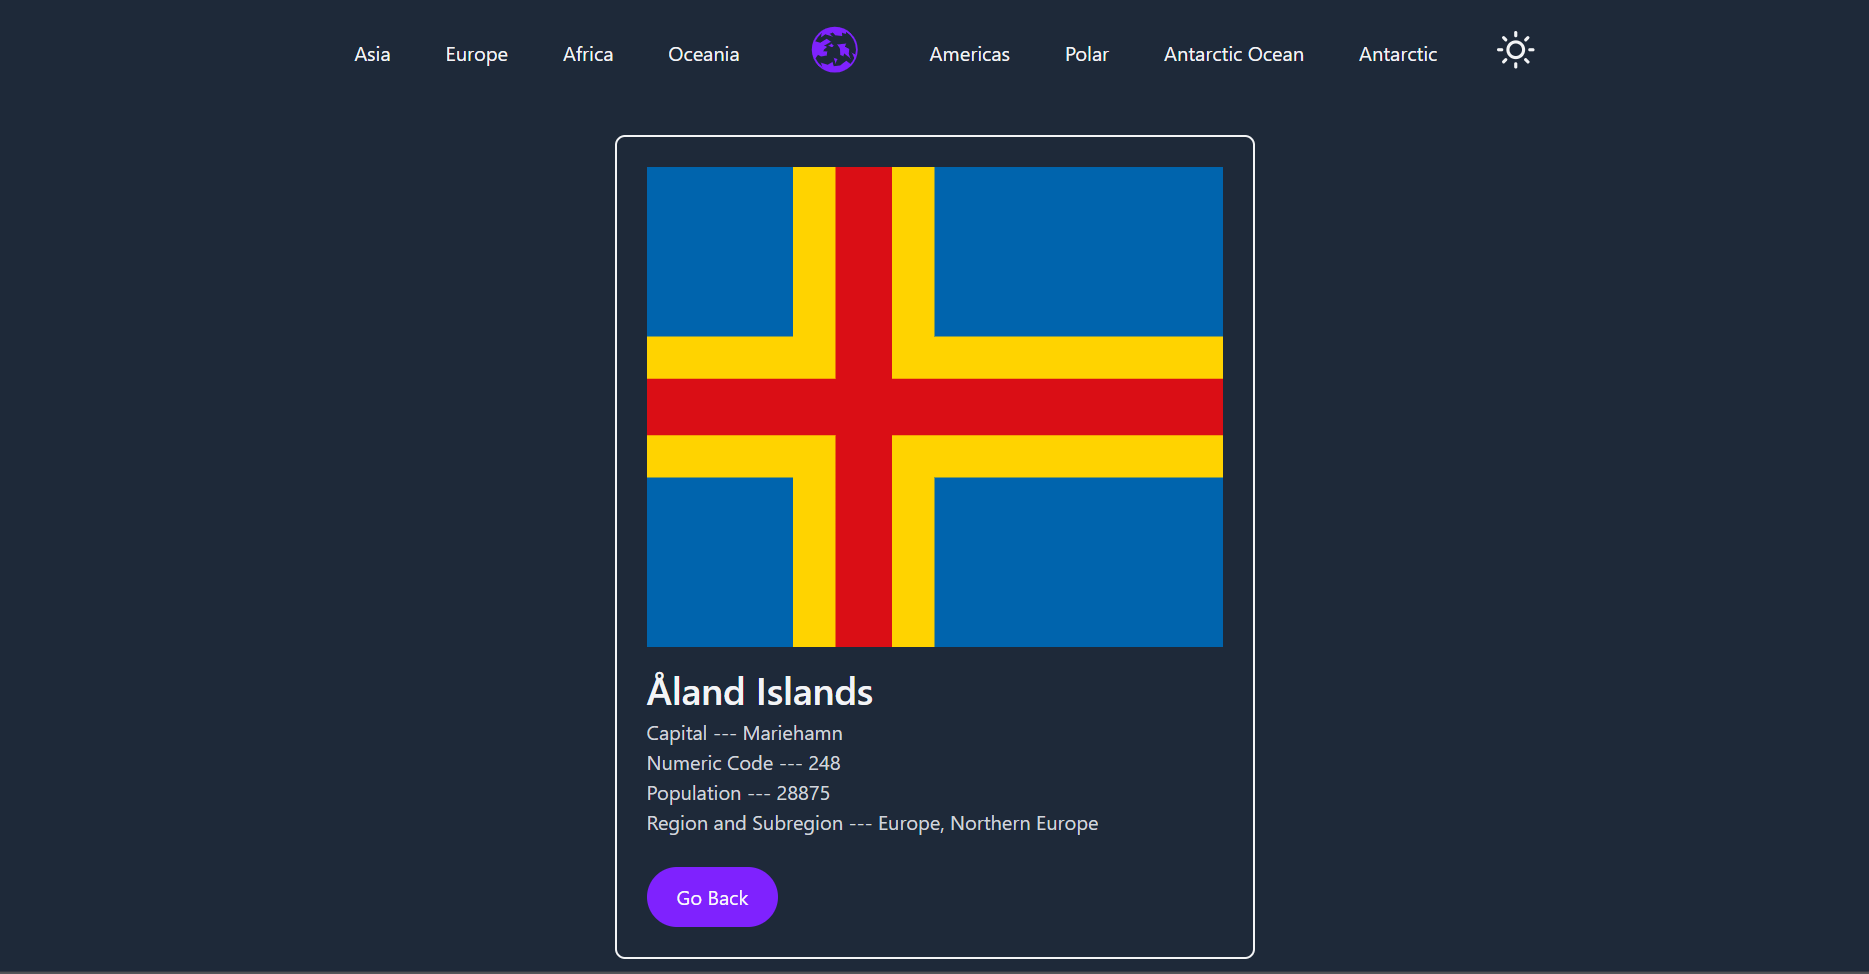 Asia Europe Africa Oceania Americas Polar Antarctic Ocean Antarctic
Åland Islands
Capital --- Mariehamn
Numeric Code --- 248
Population --- 28875
Region and Subregion --- Europe, Northern Europe
Go Back